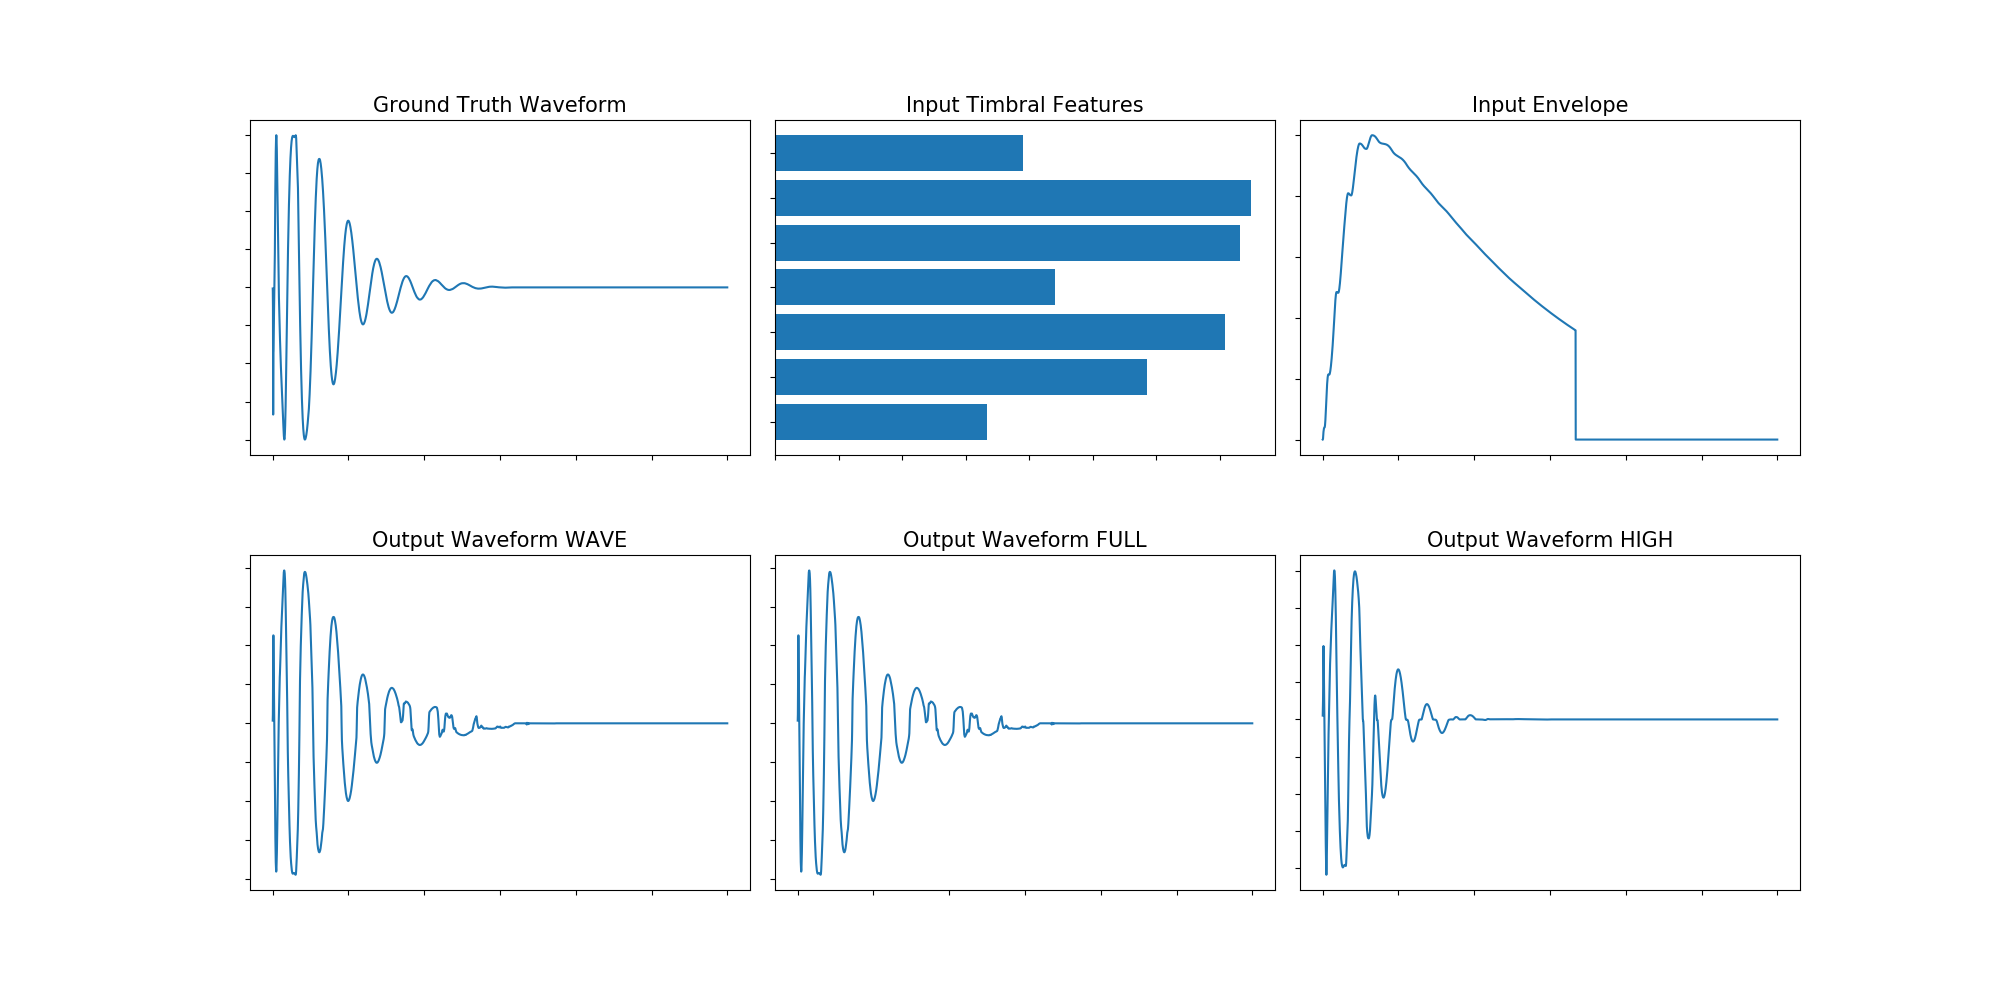 Ground Truth Waveform
Input Timbral Features
Input Envelope
Output Waveform WAVE
Output Waveform FULL
Output Waveform HIGH